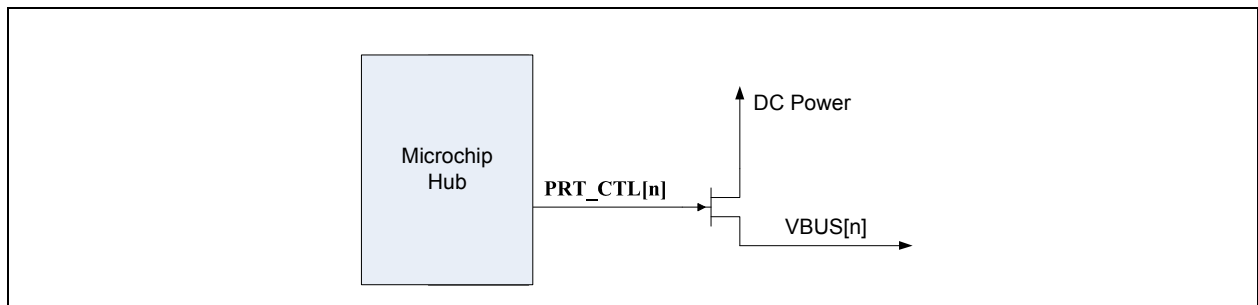 DC Power
Microchip
Hub
PRT_CTL[n]
VBUS[n]